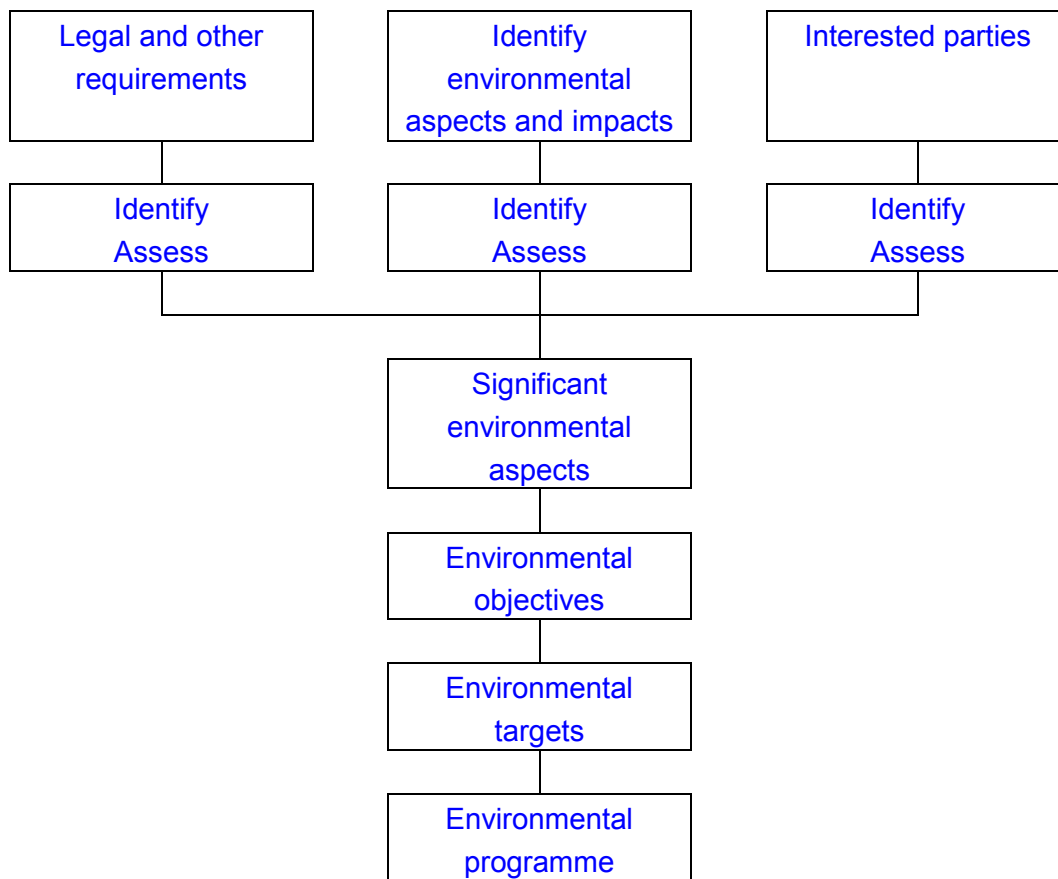 Legal and other
requirements
Identify
environmental
aspects and impacts
Interested parties
Identify
Assess
Identify
Assess
Identify
Assess
Significant
environmental
aspects
Environmental
objectives
Environmental
targets
Environmental
programme